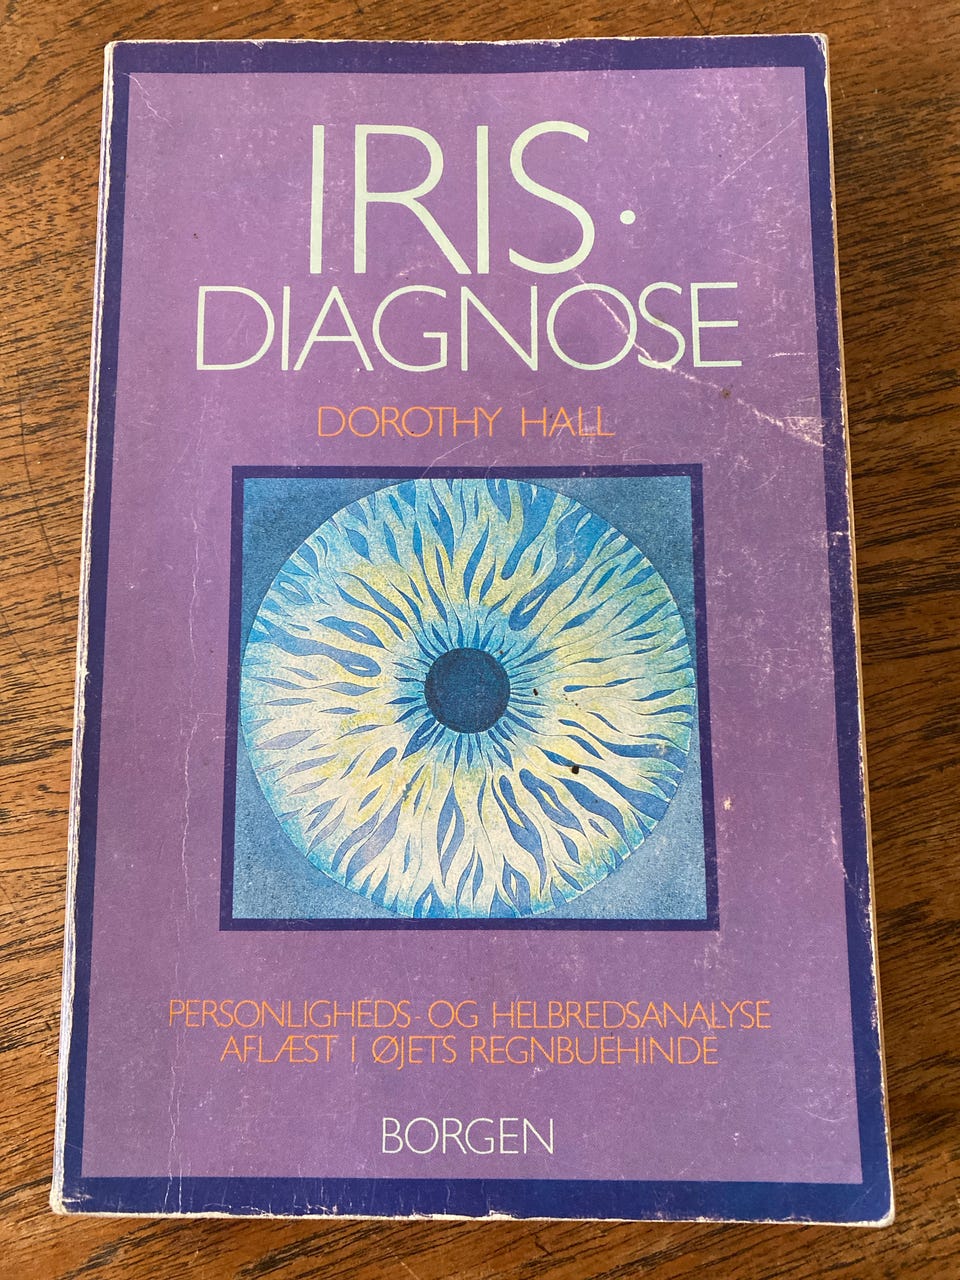 IRIS·
DIAGNOSE
DOROTHY HALL
PERSONLIGHEDS- OG HELBREDSANALYSE
AFLÆST I ØJETS REGNBUEHINDE
BORGEN